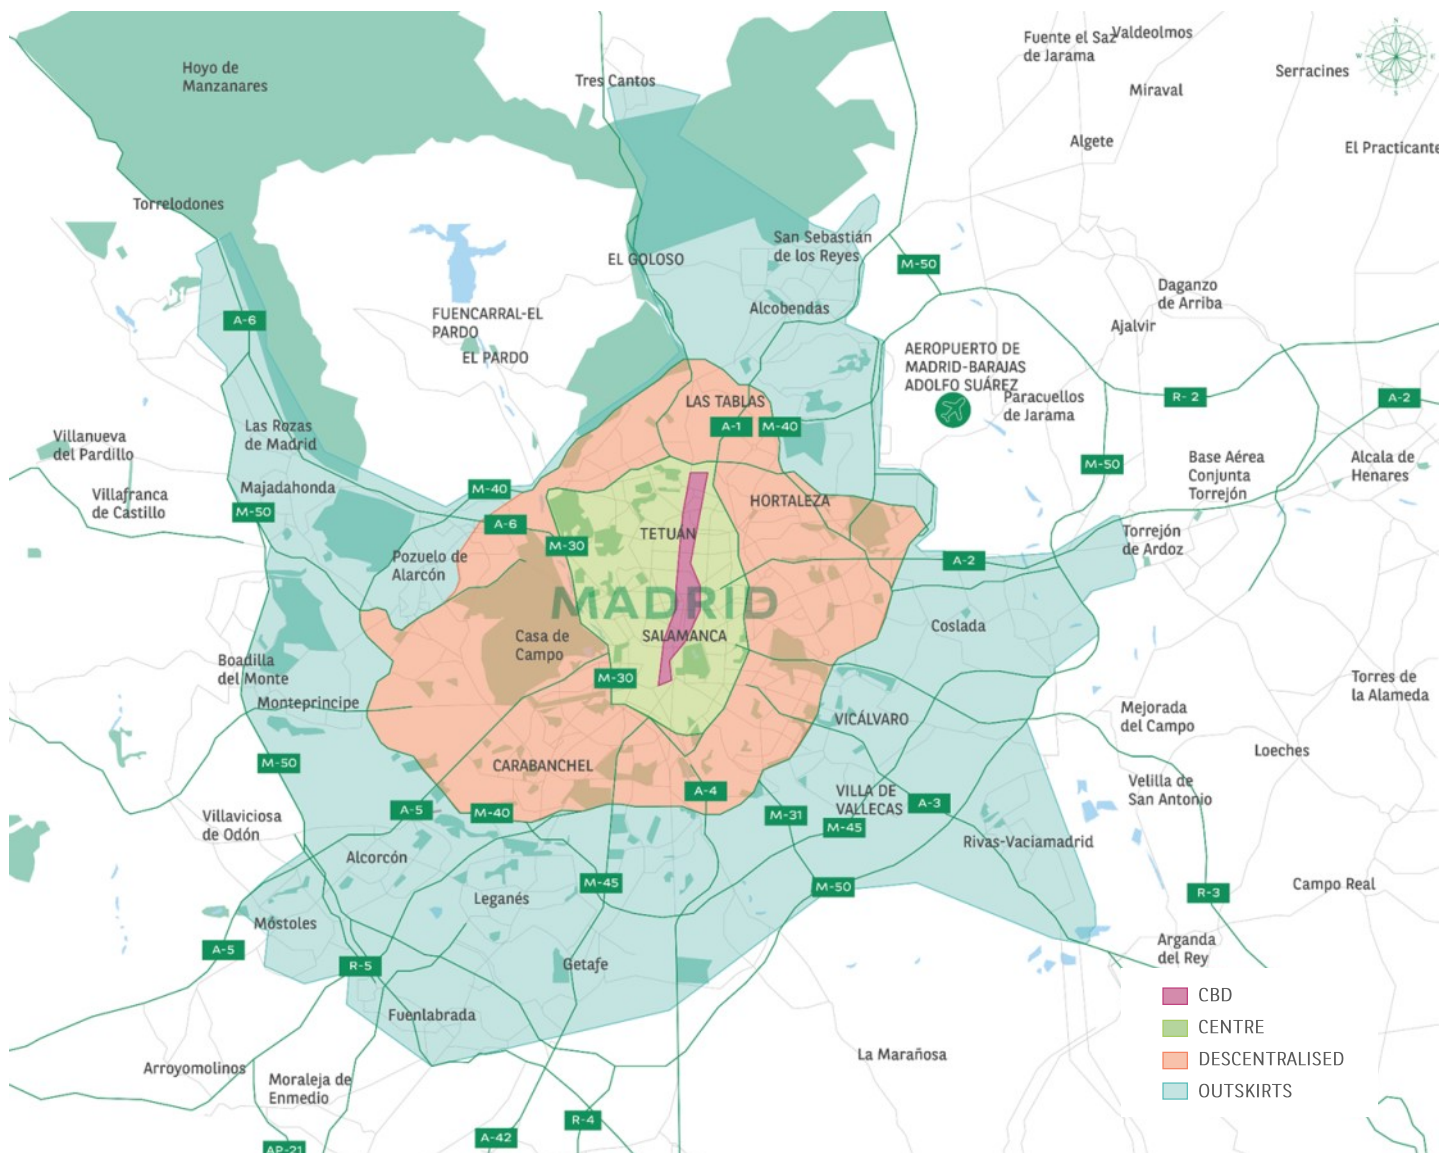 Fuente el Saz
de Jarama
Valdeolmos
Hoyo de
Manzanares
Tres Cantos
Serracines
Miraval
Algete
El Practicante
Torrelodones
San Sebastián
de los Reyes
EL GOLOSO
M-50
Daganzo
de Arriba
Alcobendas
FUENCARRAL-EL
PARDO
A-6
Ajalvir
EL PARDO
AEROPUERTO DE
MADRID-BARAJAS
ADOLFO SUÁREZ
Paracuellos
de Jarama
LAS TABLAS
R-2
A-2
A-1
M-40
Las Rozas
de Madrid
Villanueva
del Pardillo
M-50
Base Aérea
Conjunta
Torrejón
Alcala de
Henares
Majadahonda
M-40
Villafranca
de Castillo
HORTALEZA
M-50
A-6
TETUÁN
Torrejón
de Ardoz
M-30
Pozuelo de
Alarcón
A-2
MADRID
Coslada
Casa de
Campo
SALAMANCA
Boadilla
del Monte
M-30
Torres de
la Alameda
Monteprincipe
Mejorada
del Campo
VICÁLVARO
Loeches
M-50
CARABANCHEL
Velilla de
San Antonio
A-4
VILLA DE
VALLECAS
A-3
A-5
M-40
M-31
M-45
Villaviciosa
de Odón
Rivas-Vaciamadrid
Alcorcón
M-45
M-50
Campo Real
R-3
Leganés
Móstoles
A-5
Arganda
del Rey
R-5
Getafe
CBD
Fuenlabrada
CENTRE
La Marañosa
DESCENTRALISED
Arroyomolinos
Moraleja de
Enmedio
OUTSKIRTS
R-4
A-42
AP-21